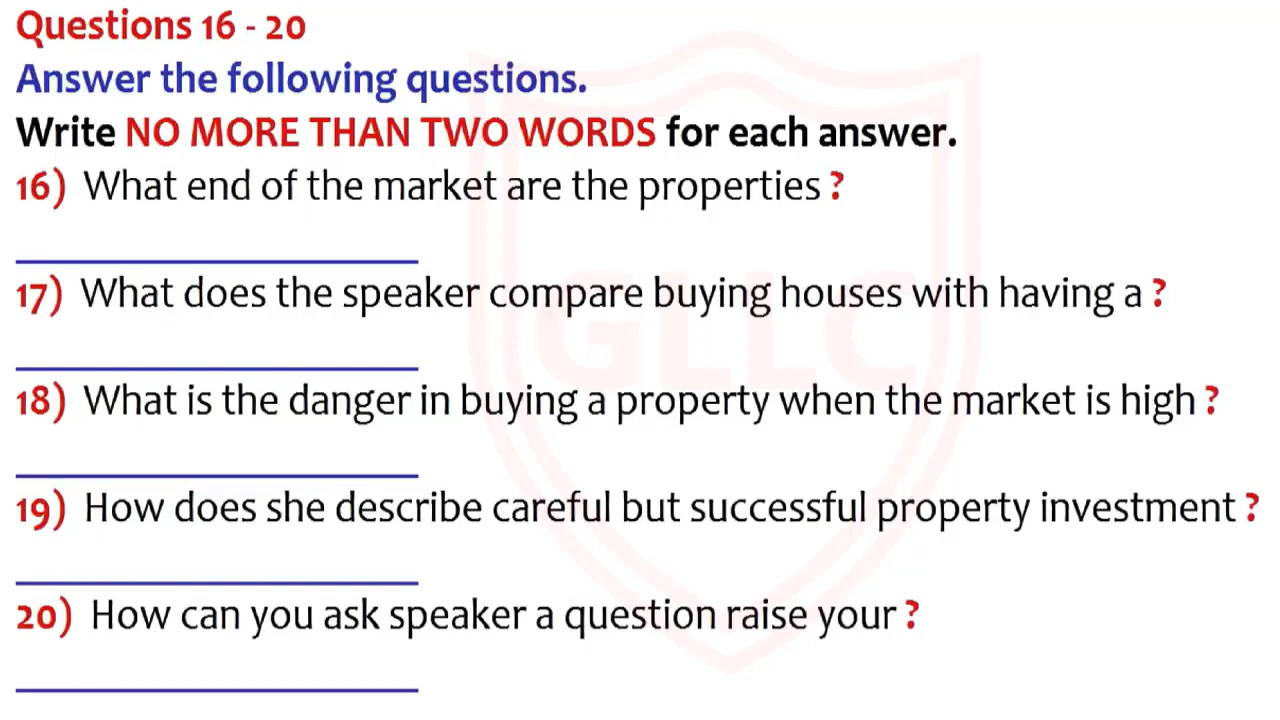 Questions 16 - 20
Answer the following questions.
Write NO MORE THAN TWO WORDS for each answer.
16) What end of the market are the properties ?
17) What does the speaker compare buying houses with having a ?
18) What is the danger in buying a property when the market is high ?
19) How does she describe careful but successful property investment ?
20) How can you ask speaker a question raise your ?
GLLC